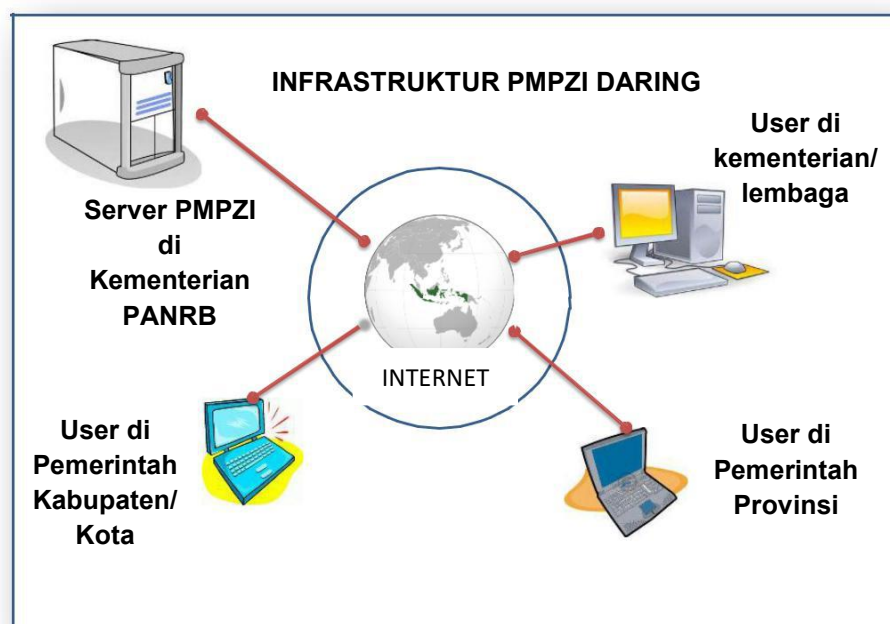 INFRASTRUKTUR PMPZI DARING
Server PMPZI
di
Kementerian
PANRB
User di
kementerian/
lembaga
INTERNET
User di
Pemerintah
Kabupaten/
Kota
User di
Pemerintah
Provinsi